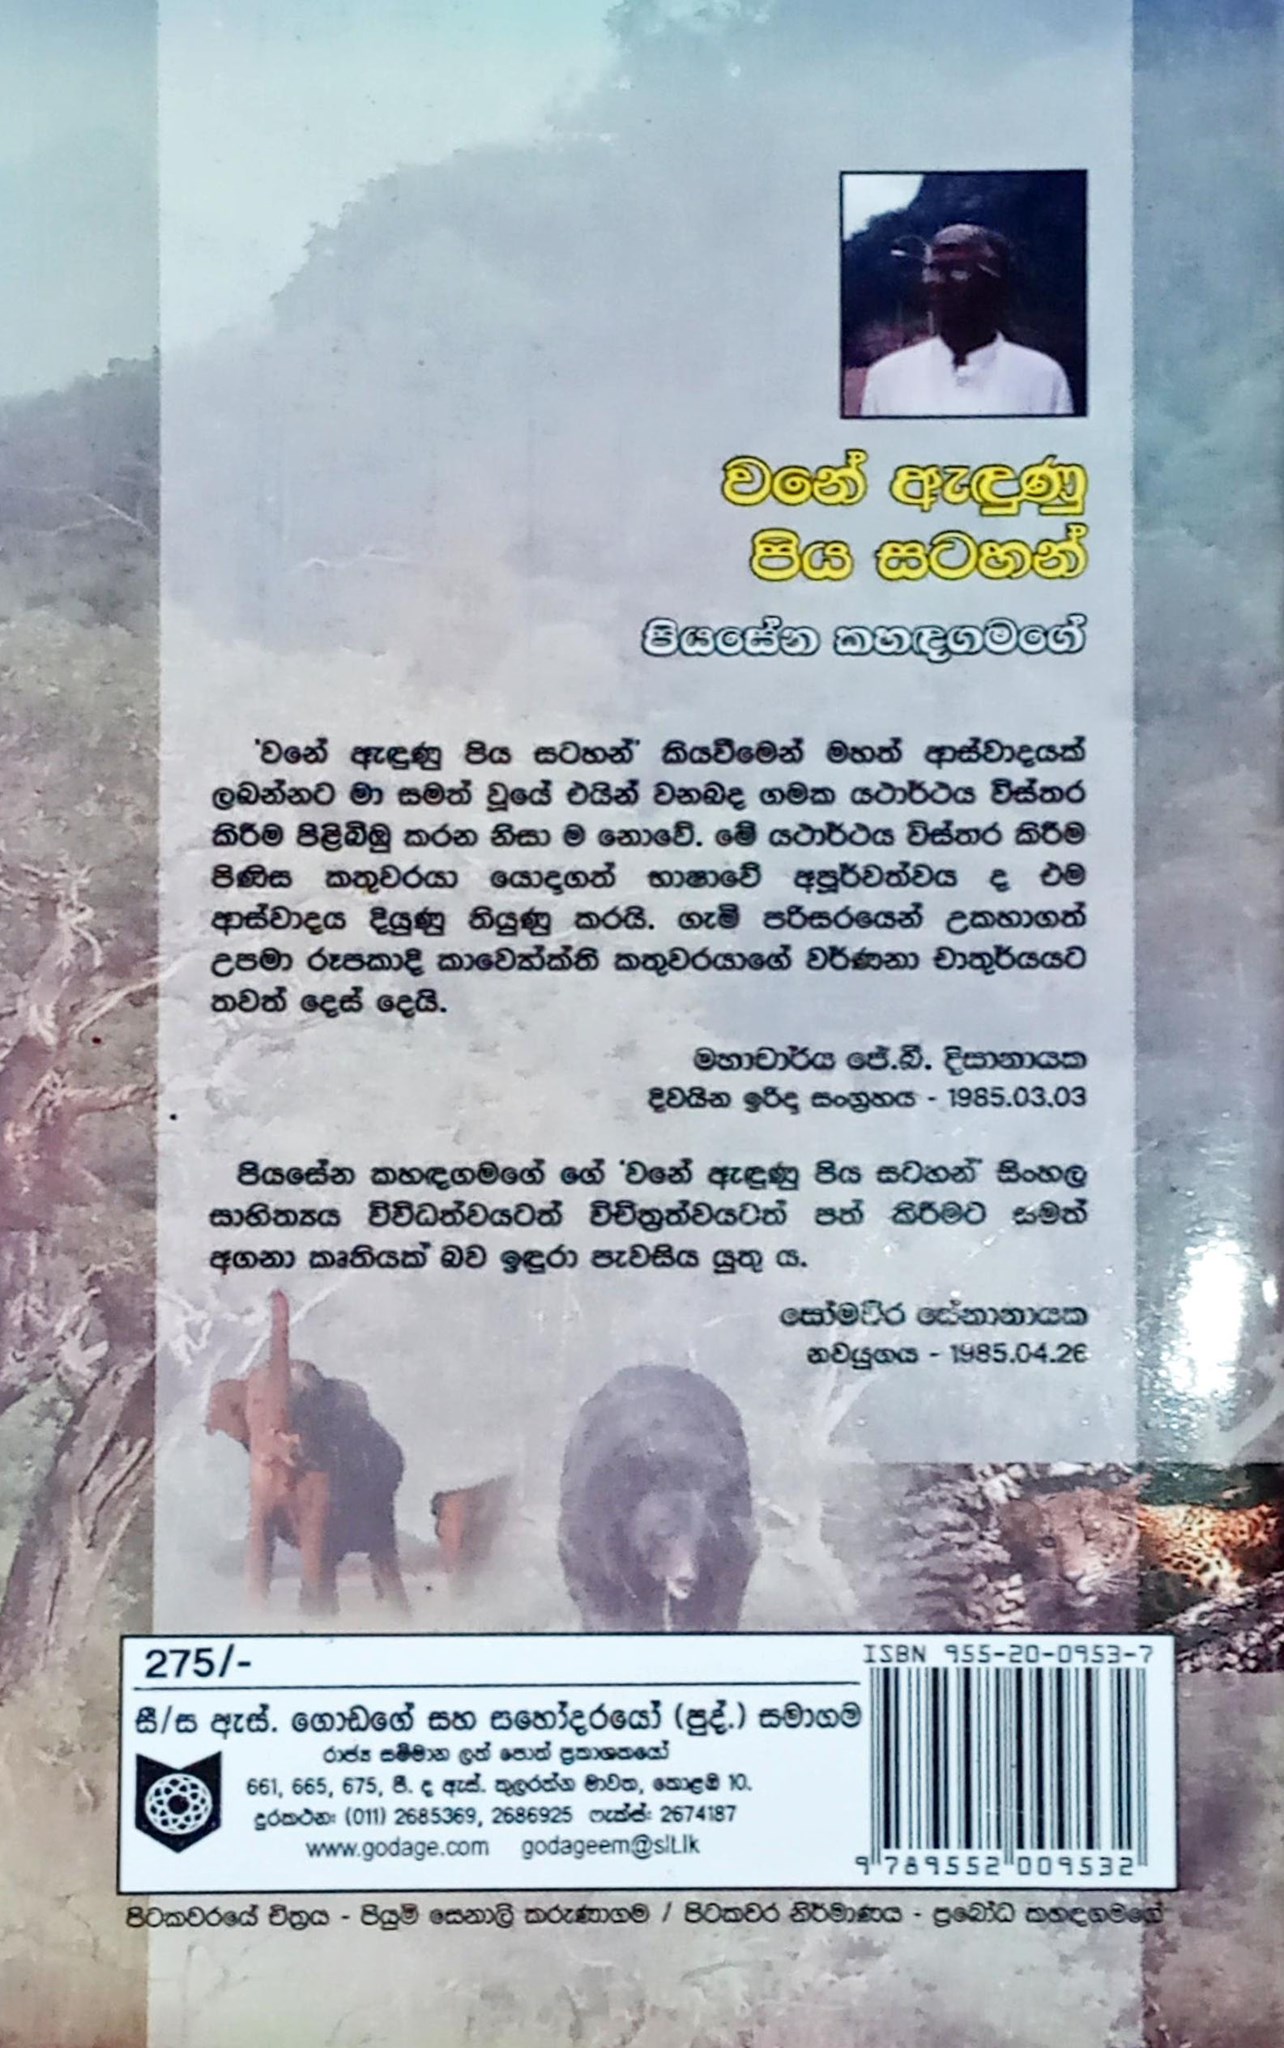 වනේ ඇඳුණු
පිය සටහන්
පියසේන කහඳගමගේ
'වනේ ඇඳුණු පිය සටහන්' කියවීමෙන් මහත් ආස්වාදයක්
ලබන්නට මා සමත් වූයේ එයින් වනබද ගමක යථාර්ථය විස්තර
කිරීම පිළිබිඹු කරන නිසා ම නොවේ. මේ යථාර්ථය විස්තර කිරීම
පිණිස කතුවරයා යොදාගත් භාෂාවේ අපූර්වත්වය ද එම
ආස්වාදය දියුණු තියුණු කරයි. ගැමි පරිසරයෙන් උකහාගත්
උපමා රූපකාදී කාව්‍යෝක්ති කතුවරයාගේ වර්ණනා චාතුර්යයට
තවත් දෙස් දෙයි.
මහාචාර්ය ජේ.බී. දිසානායක
දිවයින ඉරිදා සංග්‍රහය - 1985.03.03
පියසේන කහඳගමගේ ගේ 'වනේ ඇඳුණු පිය සටහන්' සිංහල
සාහිත්‍යය විවිධත්වයටත් විචිත්‍රත්වයටත් පත් කිරීමට සමත්
අගනා කෘතියක් බව ඉඳුරා පැවසිය යුතු ය.
සෝමවීර සේනානායක
නවයුගය - 1985.04.26
275/-
ISBN 955-20-0953-7
සී/ස ඇස්. ගොඩගේ සහ සහෝදරයෝ (පුද්.) සමාගම
රාජ්‍ය සම්මාන ලත් පොත් ප්‍රකාශකයෝ
661, 665, 675, පී. ද ඇස්. කුලරත්න මාවත, කොළඹ 10.
දුරකථන: (011) 2685369, 2686925 ෆැක්ස්: 2674187
www.godage.com godageem@slt.lk
9 789552 009532
පිටකවරයේ චිත්‍රය - පියුමි සෙනාලි කරුණාගම / පිටකවර නිර්මාණය - ප්‍රබෝධ කහඳගමගේ